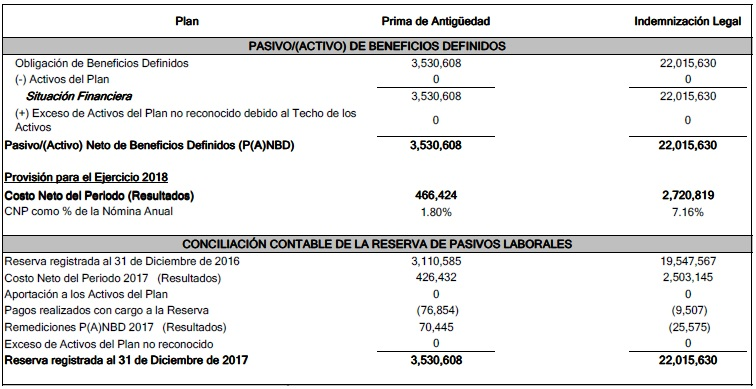 Plan Prima de Antigüedad Indemnización Legal
PASIVO/(ACTIVO) DE BENEFICIOS DEFINIDOS
Obligación de Beneficios Definidos 3,530,608 22,015,630
(-) Activos del Plan 0 0
Situación Financiera 3,530,608 22,015,630
(+) Exceso de Activos del Plan no reconocido debido al Techo de los
Activos 0 0
Pasivo/(Activo) Neto de Beneficios Definidos (P(A)NBD) 3,530,608 22,015,630
Provisión para el Ejercicio 2018
Costo Neto del Periodo (Resultados) 466,424 2,720,819
CNP como % de la Nómina Anual 1.80% 7.16%
CONCILIACIÓN CONTABLE DE LA RESERVA DE PASIVOS LABORALES
Reserva registrada al 31 de Diciembre de 2016 3,110,585 19,547,567
Costo Neto del Periodo 2017 (Resultados) 426,432 2,503,145
Aportación a los Activos del Plan 0 0
Pagos realizados con cargo a la Reserva (76,854) (9,507)
Remediciones P(A)NBD 2017 (Resultados) 70,445 (25,575)
Exceso de Activos del Plan no reconocido 0 0
Reserva registrada al 31 de Diciembre de 2017 3,530,608 22,015,630